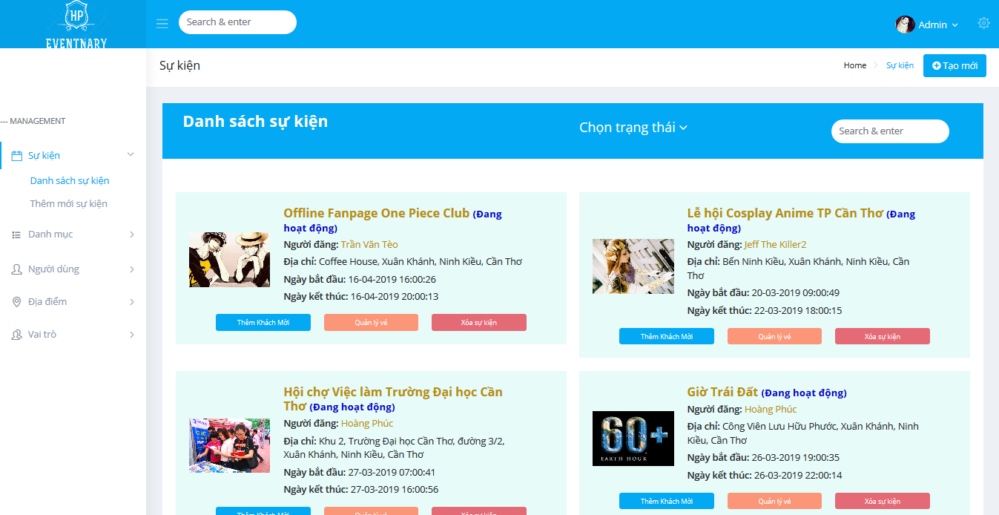 HP
EVENTNARY
Search & enter
Admin
Sự kiện
Home
Sự kiện
Tạo mới
--- MANAGEMENT
Sự kiện
Danh sách sự kiện
Thêm mới sự kiện
Danh mục
Người dùng
Địa điểm
Vai trò
Danh sách sự kiện
Chọn trạng thái
Search & enter
Offline Fanpage One Piece Club (Đang
hoạt động)
Người đăng: Trần Văn Tèo
Địa chỉ: Coffee House, Xuân Khánh, Ninh Kiều, Cần Thơ
Ngày bắt đầu: 16-04-2019 16:00:26
Ngày kết thúc: 16-04-2019 20:00:13
Thêm Khách Mời
Quản lý vé
Xóa sự kiện
Lễ hội Cosplay Anime TP Cần Thơ (Đang
hoạt động)
Người đăng: Jeff The Killer2
Địa chỉ: Bến Ninh Kiều, Xuân Khánh, Ninh Kiều, Cần
Thơ
Ngày bắt đầu: 20-03-2019 09:00:49
Ngày kết thúc: 22-03-2019 18:00:15
Thêm Khách Mời
Quản lý vé
Xóa sự kiện
Hội chợ Việc làm Trường Đại học Cần
Thơ (Đang hoạt động)
Người đăng: Hoàng Phúc
Địa chỉ: Khu 2, Trường Đại học Cần Thơ, đường 3/2,
Xuân Khánh, Ninh Kiều, Cần Thơ
Ngày bắt đầu: 27-03-2019 07:00:41
Ngày kết thúc: 27-03-2019 16:00:56
Thêm Khách Mời
Quản lý vé
Xóa sự kiện
60+
EARTH HOUR
Giờ Trái Đất (Đang hoạt động)
Người đăng: Hoàng Phúc
Địa chỉ: Công Viên Lưu Hữu Phước, Xuân Khánh, Ninh
Kiều, Cần Thơ
Ngày bắt đầu: 26-03-2019 19:00:35
Ngày kết thúc: 26-03-2019 22:00:14
Thêm Khách Mời
Quản lý vé
Xóa sự kiện